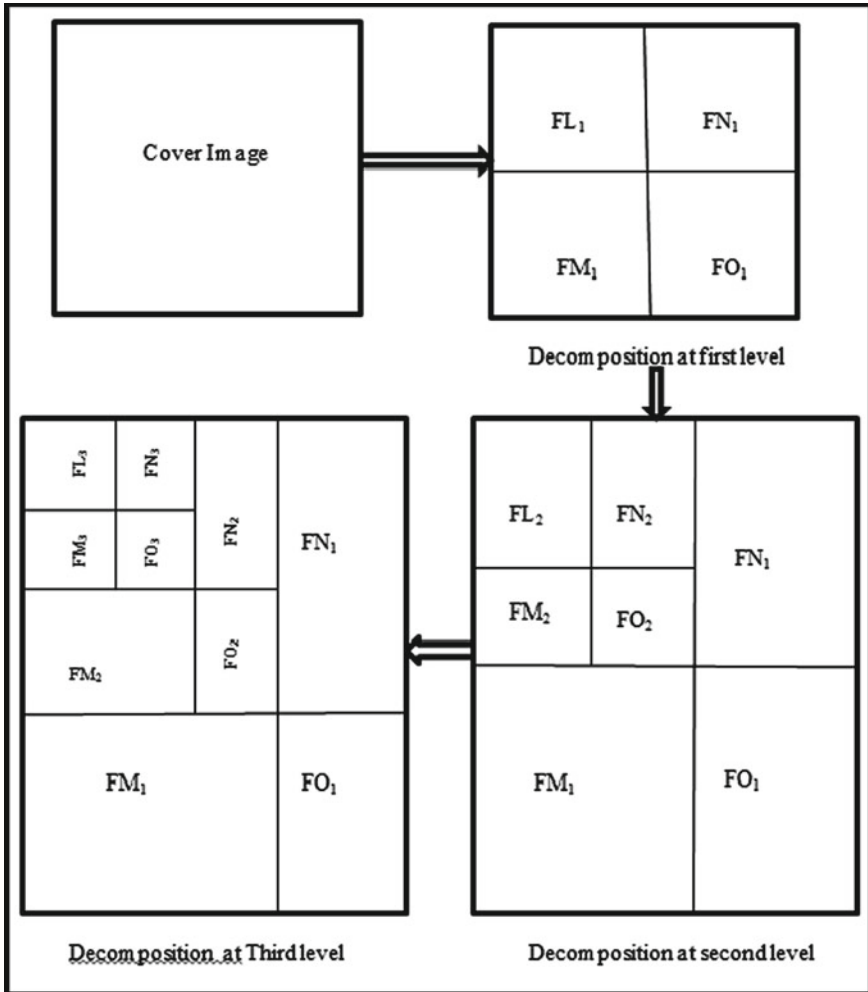 Cover Image
FL₁ FN₁
FM₁ FO₁
Decomposition at first level
FL₃ FN₃ FN₂ FN₁
FM₃ FO₃
FM₂ FO₂
FM₁ FO₁
Decomposition at Third level
FL₂ FN₂ FN₁
FM₂ FO₂
FM₁ FO₁
Decomposition at second level